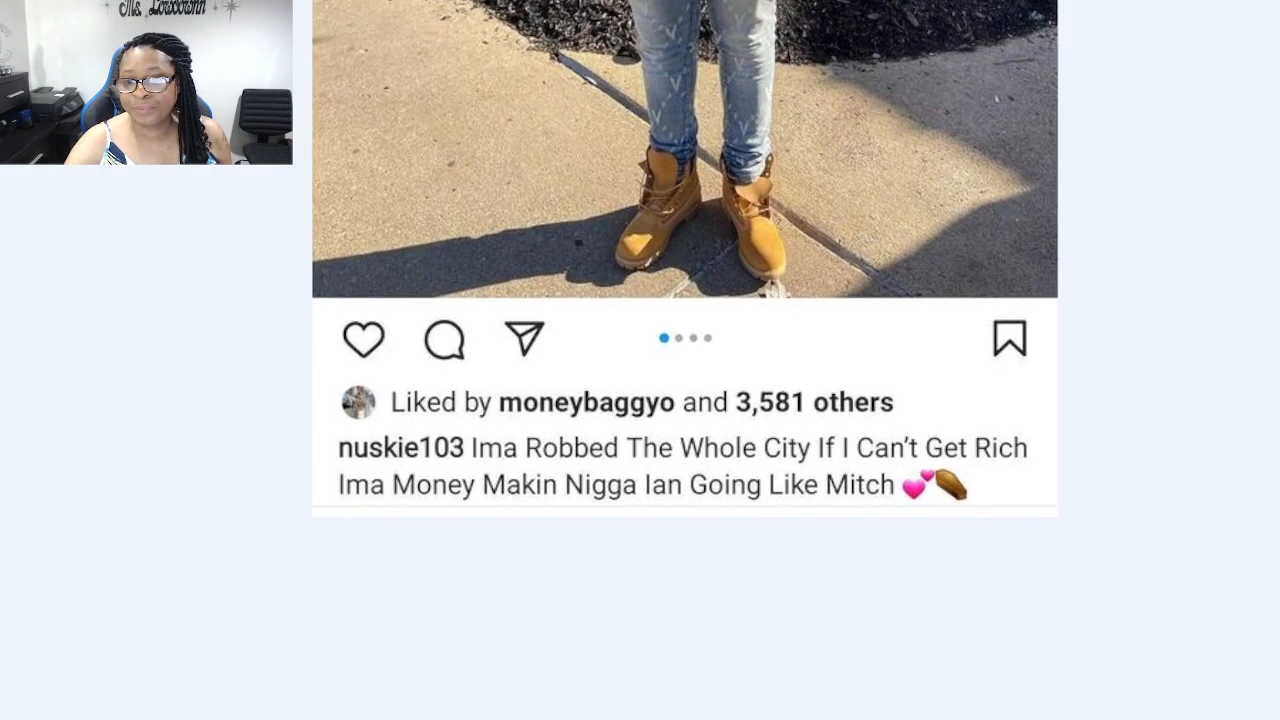 Ms. Lowdownn
Liked by moneybaggyo and 3,581 others
nuskie103 Ima Robbed The Whole City If I Can't Get Rich
Ima Money Makin Nigga Ian Going Like Mitch 💕⚰️